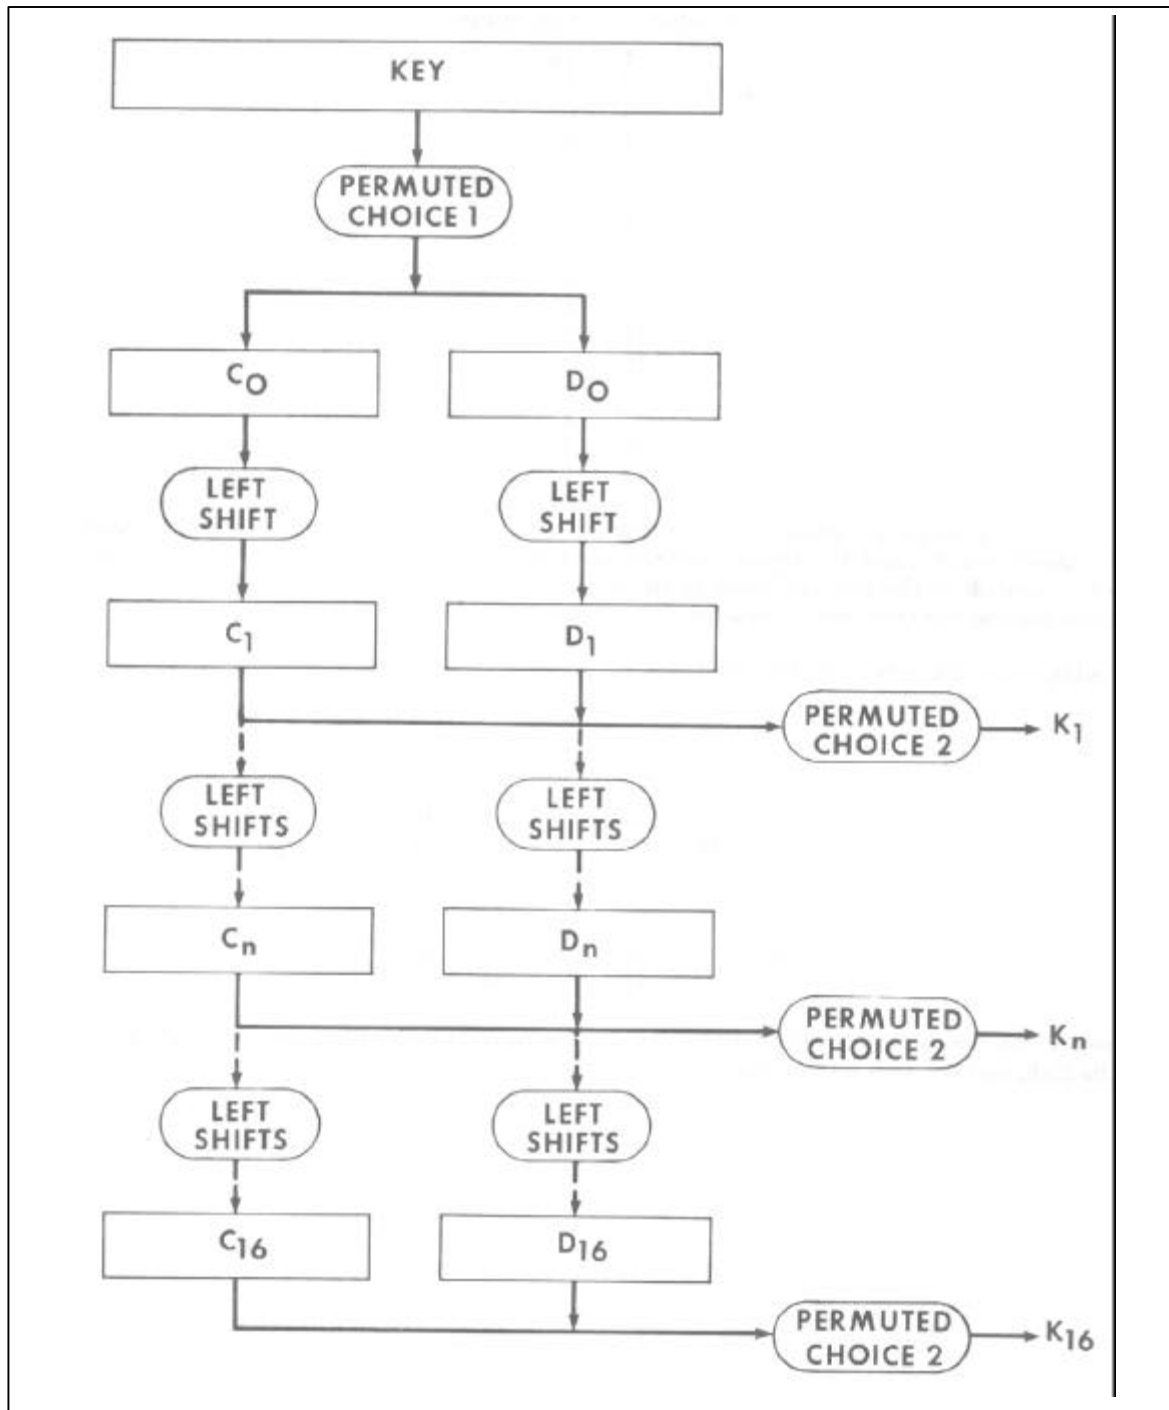 KEY
PERMUTED
CHOICE 1
C0
D0
LEFT
SHIFT
LEFT
SHIFT
C1
D1
PERMUTED
CHOICE 2
K1
LEFT
SHIFTS
LEFT
SHIFTS
Cn
Dn
PERMUTED
CHOICE 2
Kn
LEFT
SHIFTS
LEFT
SHIFTS
C16
D16
PERMUTED
CHOICE 2
K16